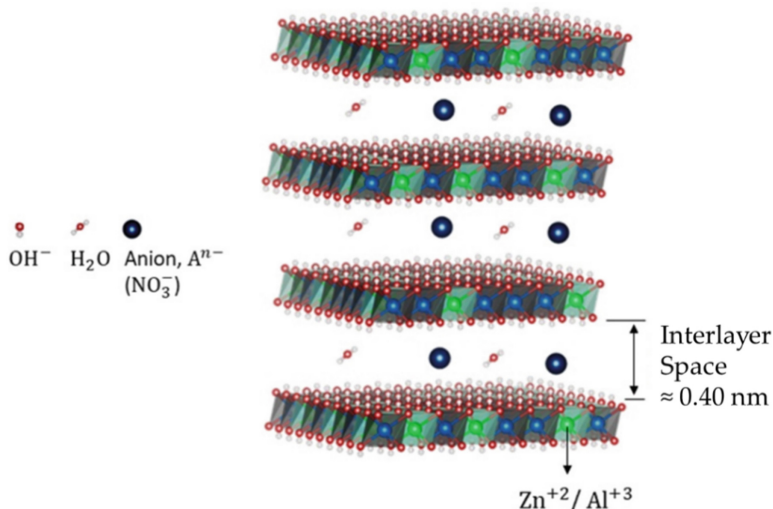 OH⁻ H₂O Anion, Aⁿ⁻
(NO₃⁻)
Interlayer
Space
≈ 0.40 nm
Zn⁺²/ Al⁺³